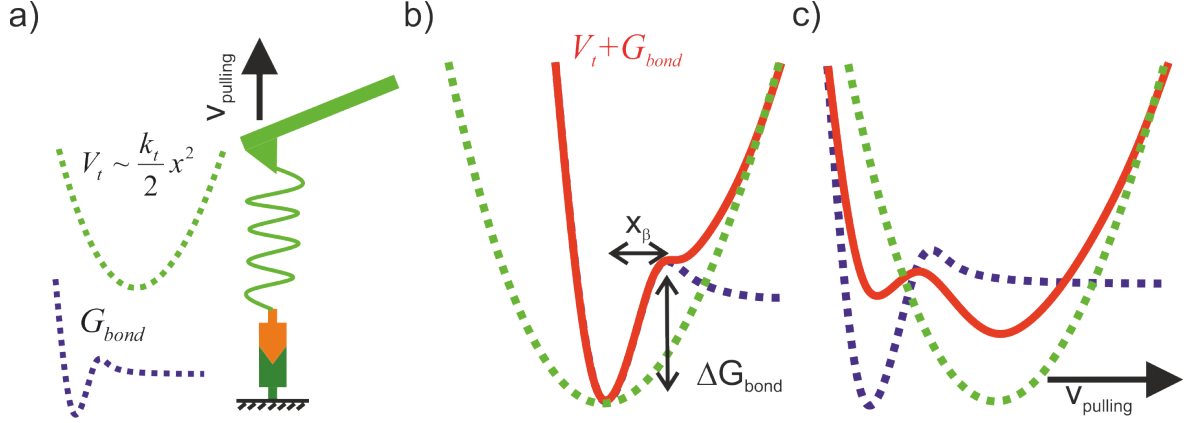 a)
b)
c)
v_pulling
V_t ~ k_t/2 x^2
G_bond
V_t+G_bond
x_β
ΔG_bond
v_pulling